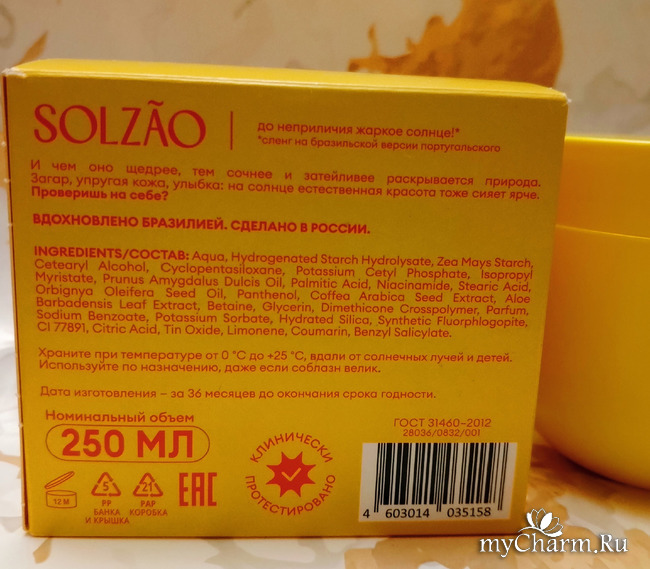 SOLZÃO
до неприличия жаркое солнце!*
*сленг на бразильской версии португальского
И чем оно щедрее, тем сочнее и затейливее раскрывается природа.
Загар, упругая кожа, улыбка: на солнце естественная красота тоже сияет ярче.
Проверишь на себе?
ВДОХНОВЛЕНО БРАЗИЛИЕЙ. СДЕЛАНО В РОССИИ.
INGREDIENTS/СОСТАВ: Aqua, Hydrogenated Starch Hydrolysate, Zea Mays Starch,
Cetearyl Alcohol, Cyclopentasiloxane, Potassium Cetyl Phosphate, Isopropyl
Myristate, Prunus Amygdalus Dulcis Oil, Palmitic Acid, Niacinamide, Stearic Acid,
Orbignya Oleifera Seed Oil, Panthenol, Coffea Arabica Seed Extract, Aloe
Barbadensis Leaf Extract, Betaine, Glycerin, Dimethicone Crosspolymer, Parfum,
Sodium Benzoate, Potassium Sorbate, Hydrated Silica, Synthetic Fluorphlogopite,
CI 77891, Citric Acid, Tin Oxide, Limonene, Coumarin, Benzyl Salicylate.
Храните при температуре от 0 °C до +25 °C, вдали от солнечных лучей и детей.
Используйте по назначению, даже если соблазн велик.
Дата изготовления – за 36 месяцев до окончания срока годности.
Номинальный объем
250 МЛ
КЛИНИЧЕСКИ
ПРОТЕСТИРОВАНО
ГОСТ 31460-2012
28036/0832/001
12 М
5
PP
БАНКА
И КРЫШКА
21
PAP
КОРОБКА
EAC
4 603014 035158
myCharm.Ru